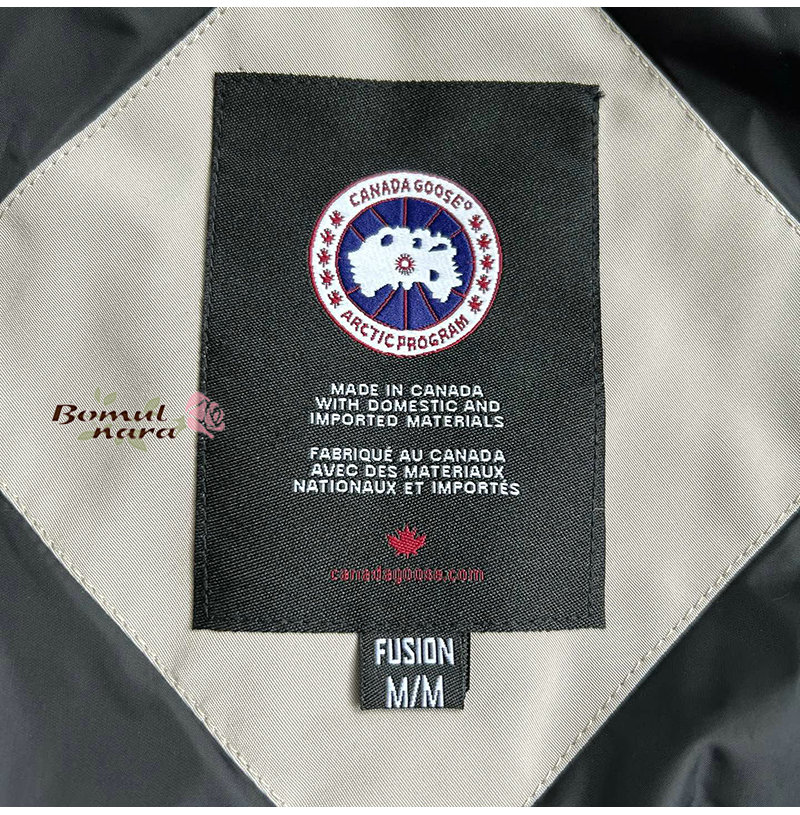 CANADA GOOSE
ARCTIC PROGRAM
MADE IN CANADA
WITH DOMESTIC AND
IMPORTED MATERIALS
FABRIQUÉ AU CANADA
AVEC DES MATERIAUX
NATIONAUX ET IMPORTÉS
canadagoose.com
FUSION
M/M
Bomul
nara